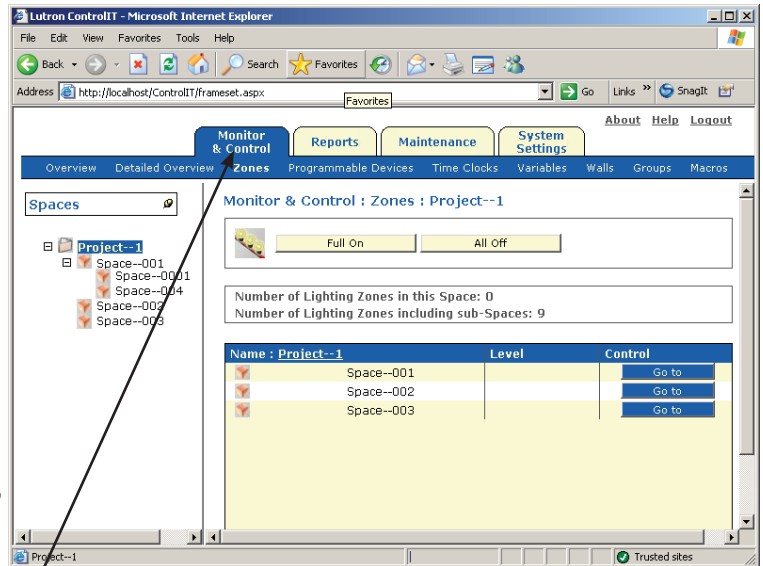 Lutron ControlIT - Microsoft Internet Explorer
File Edit View Favorites Tools Help
Back Search Favorites
Address http://localhost/ControlIT/frameset.aspx Go Links » SnagIt
Favorites
About Help Logout
Monitor & Control Reports Maintenance System Settings
Overview Detailed Overview Zones Programmable Devices Time Clocks Variables Walls Groups Macros
Spaces
Project--1
Space--001
Space--0001
Space--004
Space--002
Space--003
Monitor & Control : Zones : Project--1
Full On All Off
Number of Lighting Zones in this Space: 0
Number of Lighting Zones including sub-Spaces: 9
Name : Project--1 Level Control
Space--001 Go to
Space--002 Go to
Space--003 Go to
Project--1 Trusted sites